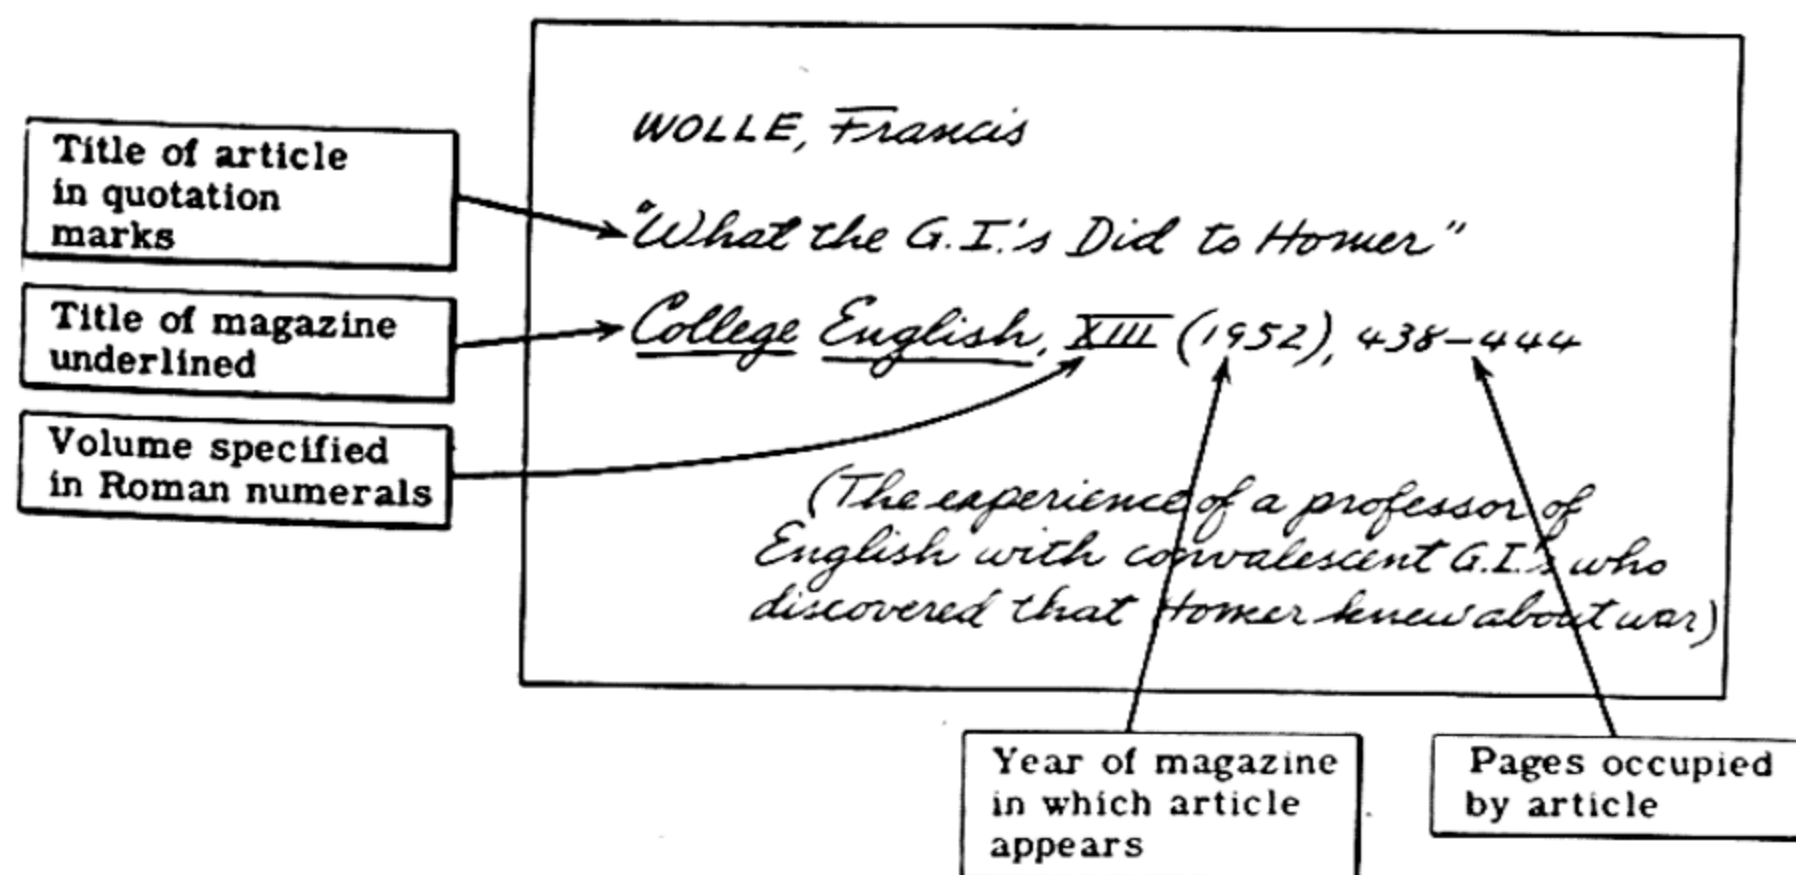 Title of article
in quotation
marks
Title of magazine
underlined
Volume specified
in Roman numerals
WOLLE, Francis
"What the G.I.'s Did to Homer"
College English, XIII (1952), 438-444
(The experience of a professor of
English with convalescent G.I.'s who
discovered that Homer knew about war)
Year of magazine
in which article
appears
Pages occupied
by article